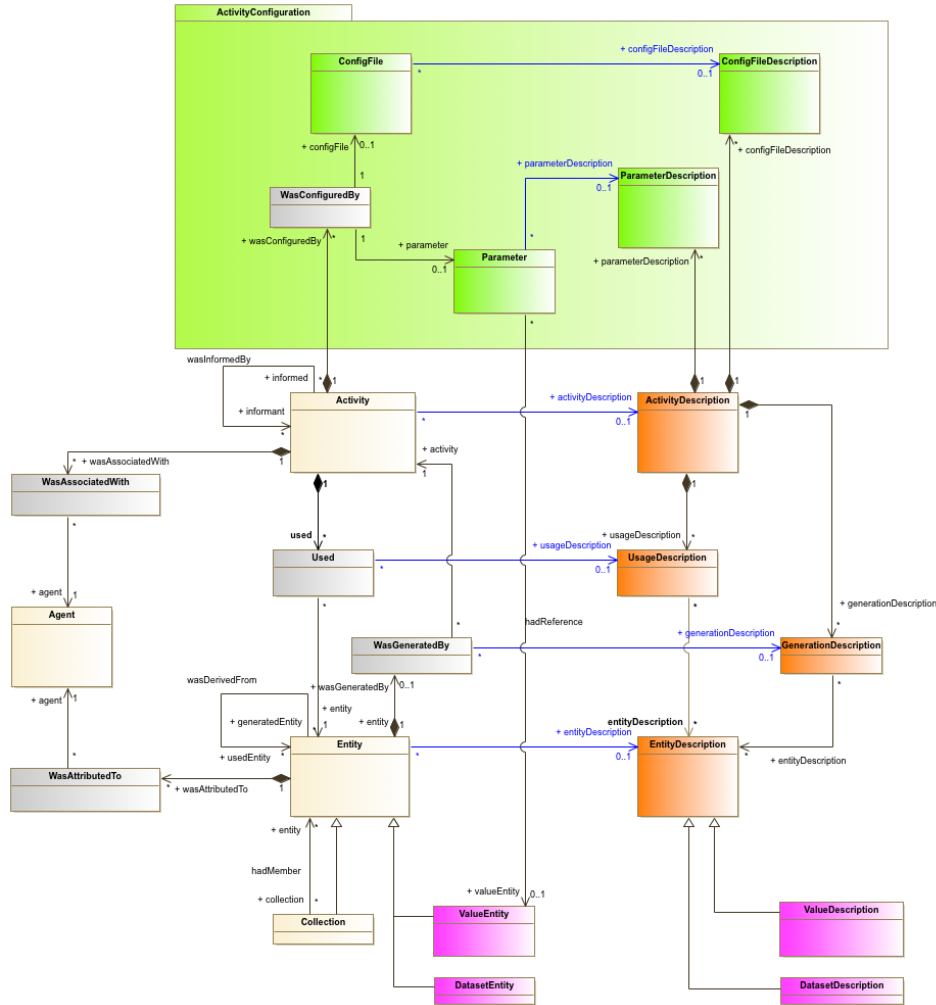 ActivityConfiguration
+ configFileDescription
ConfigFile
ConfigFileDescription
*
0..1
+ configFile
0..1
*
+ configFileDescription
+ parameterDescription
ParameterDescription
0..1
1
WasConfiguredBy
*
+ wasConfiguredBy
1
*
+ parameter
Parameter
0..1
+ parameterDescription
*
*
wasInformedBy
+ informed
*
1
1
1
Activity
ActivityDescription
+ activityDescription
+ informant
*
*
0..1
1
+ activity
* + wasAssociatedWith
1
1
WasAssociatedWith
1
1
*
used
*
+ usageDescription
*
Used
+ usageDescription
UsageDescription
*
0..1
+ agent
1
*
*
+ generationDescription
Agent
hadReference
*
*
+ generationDescription
WasGeneratedBy
GenerationDescription
*
0..1
wasDerivedFrom
+ wasGeneratedBy
0..1
*
+ agent
1
+ entity
+ generatedEntity
*
1
+ entity
1
entityDescription
*
+ entityDescription
Entity
EntityDescription
*
+ usedEntity
*
0..1
*
+ entityDescription
*
WasAttributedTo
* + wasAttributedTo
1
+ entity
*
hadMember
+ valueEntity
0..1
+ collection
*
ValueEntity
ValueDescription
Collection
DatasetEntity
DatasetDescription